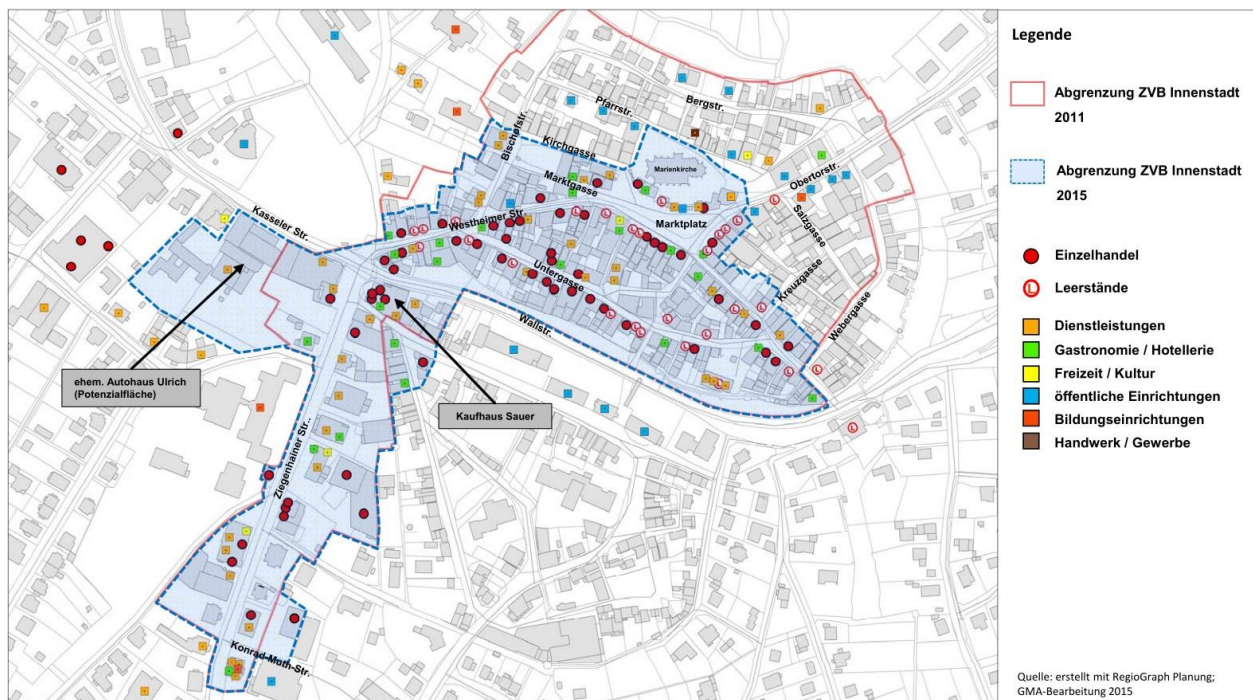 Bergstr.
Pfarrstr.
Bischofstr.
Kirchgasse
Marienkirche
Marktgasse
Obertorstr.
Westheimer Str.
Marktplatz
Salzgasse
Kasseler Str.
Untergasse
Kreuzgasse
Webergasse
Wallstr.
ehem. Autohaus Ulrich
(Potenzialfläche)
Kaufhaus Sauer
Ziegenhainer Str.
Konrad-Muth-Str.
Legende
Abgrenzung ZVB Innenstadt
2011
Abgrenzung ZVB Innenstadt
2015
Einzelhandel
L Leerstände
Dienstleistungen
Gastronomie / Hotellerie
Freizeit / Kultur
öffentliche Einrichtungen
Bildungseinrichtungen
Handwerk / Gewerbe
Quelle: erstellt mit RegioGraph Planung;
GMA-Bearbeitung 2015